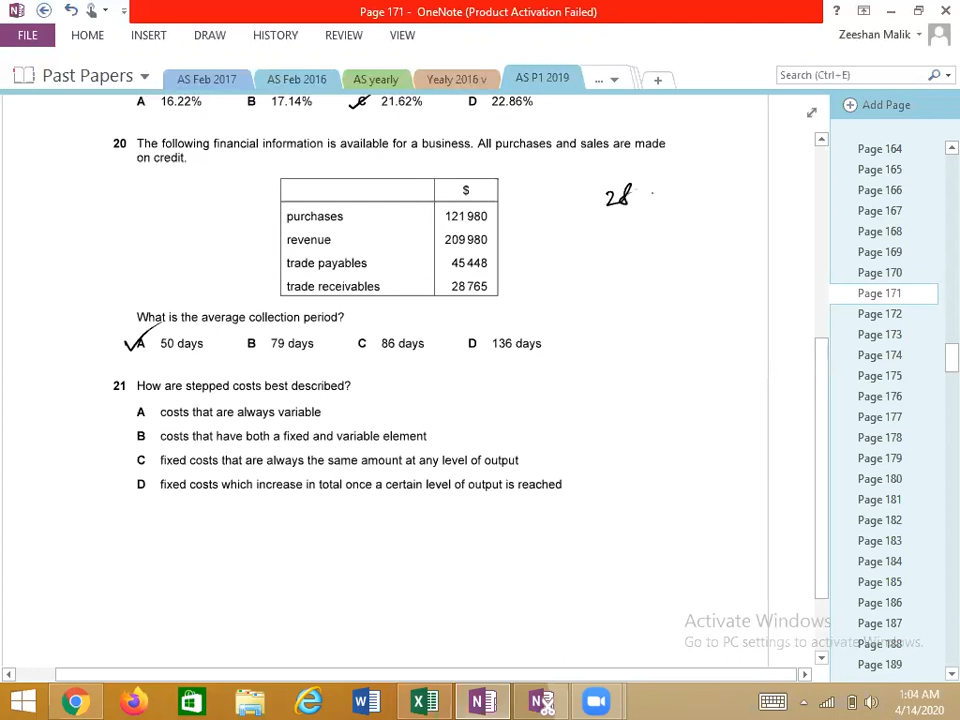 Page 171 - OneNote (Product Activation Failed)
FILE HOME INSERT DRAW HISTORY REVIEW VIEW Zeeshan Malik
Past Papers AS Feb 2017 AS Feb 2016 AS yearly Yealy 2016 v AS P1 2019 ... Search (Ctrl+E)
Add Page
A 16.22% B 17.14% C 21.62% D 22.86%
20 The following financial information is available for a business. All purchases and sales are made
on credit.
$
purchases 121 980
revenue 209 980
trade payables 45 448
trade receivables 28 765
28
What is the average collection period?
A 50 days B 79 days C 86 days D 136 days
21 How are stepped costs best described?
A costs that are always variable
B costs that have both a fixed and variable element
C fixed costs that are always the same amount at any level of output
D fixed costs which increase in total once a certain level of output is reached
Page 164
Page 165
Page 166
Page 167
Page 168
Page 169
Page 170
Page 171
Page 172
Page 173
Page 174
Page 175
Page 176
Page 177
Page 178
Page 179
Page 180
Page 181
Page 182
Page 183
Page 184
Page 185
Page 186
Page 187
Page 188
Page 189
Activate Windows
Go to PC settings to activate Windows.
1:04 AM
4/14/2020